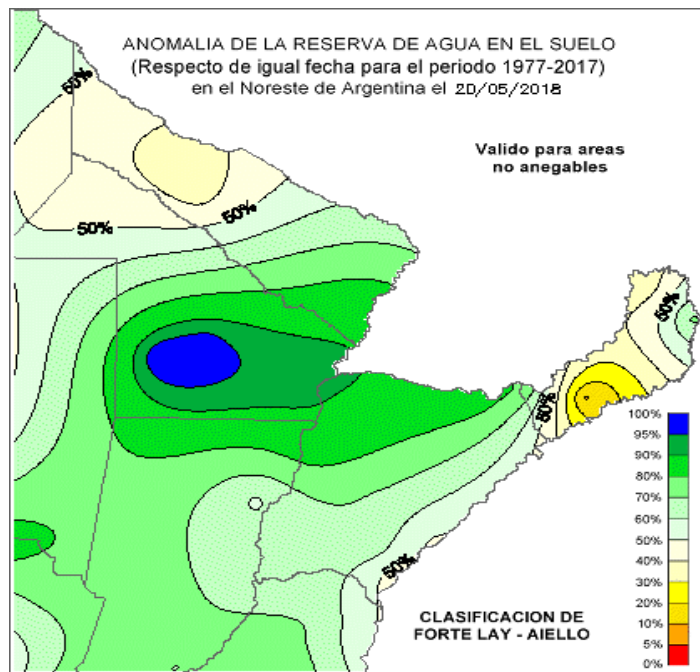 ANOMALIA DE LA RESERVA DE AGUA EN EL SUELO
(Respecto de igual fecha para el periodo 1977-2017)
en el Noreste de Argentina el 20/05/2018
Valido para areas
no anegables
50%
50%
50%
50%
50%
50%
100%
95%
90%
80%
70%
60%
50%
40%
30%
20%
10%
5%
0%
CLASIFICACION DE
FORTE LAY - AIELLO